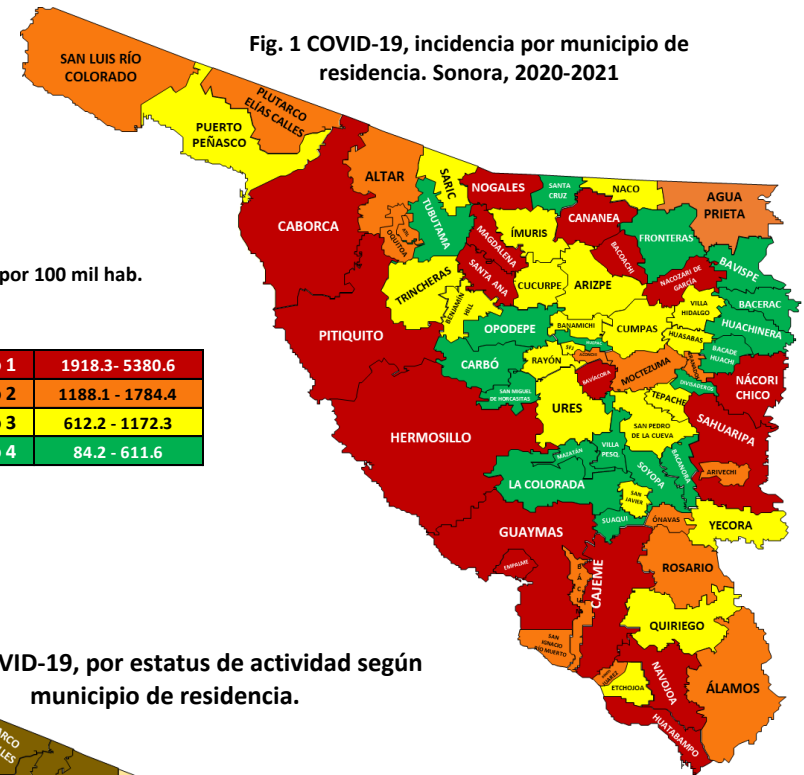 Fig. 1 COVID-19, incidencia por municipio de
residencia. Sonora, 2020-2021
SAN LUIS RÍO
COLORADO
PLUTARCO
ELÍAS CALLES
PUERTO
PEÑASCO
ALTAR
SARIC
NOGALES
SANTA
CRUZ
NACO
AGUA
PRIETA
CABORCA
OQUITOA
TUBUTAMA
MAGDALENA
ÍMURIS
CANANEA
BACOACHI
FRONTERAS
BAVISPE
por 100 mil hab.
TRINCHERAS
SANTA ANA
CUCURPE
ARIZPE
NACOZARI DE
GARCÍA
BACERAC
BENJAMÍN
HILL
VILLA
HIDALGO
HUACHINERA
PITIQUITO
OPODEPE
BANAMICHI
CUMPAS
HUASABAS
BACADE
HUACHI
o 1 1918.3- 5380.6
o 2 1188.1 - 1784.4
o 3 612.2 - 1172.3
o 4 84.2 - 611.6
CARBÓ
RAYÓN
BAVÍACORA
MOCTEZUMA
DIVISADEROS
NÁCORI
CHICO
SAN MIGUEL
DE HORCASITAS
URES
TEPACHE
SAHUARIPA
HERMOSILLO
SAN PEDRO
DE LA CUEVA
MAZATÁN
VILLA
PESQ.
SOYOPA
BACANORA
ARIVECHI
LA COLORADA
SAN
JAVIER
SUAQUI
ÓNAVAS
YECORA
GUAYMAS
EMPALME
BÁCUM
CAJEME
ROSARIO
QUIRIEGO
SAN
IGNACIO
RÍO MUERTO
ETCHOJOA
NAVOJOA
ÁLAMOS
HUATABAMPO
VID-19, por estatus de actividad según
municipio de residencia.